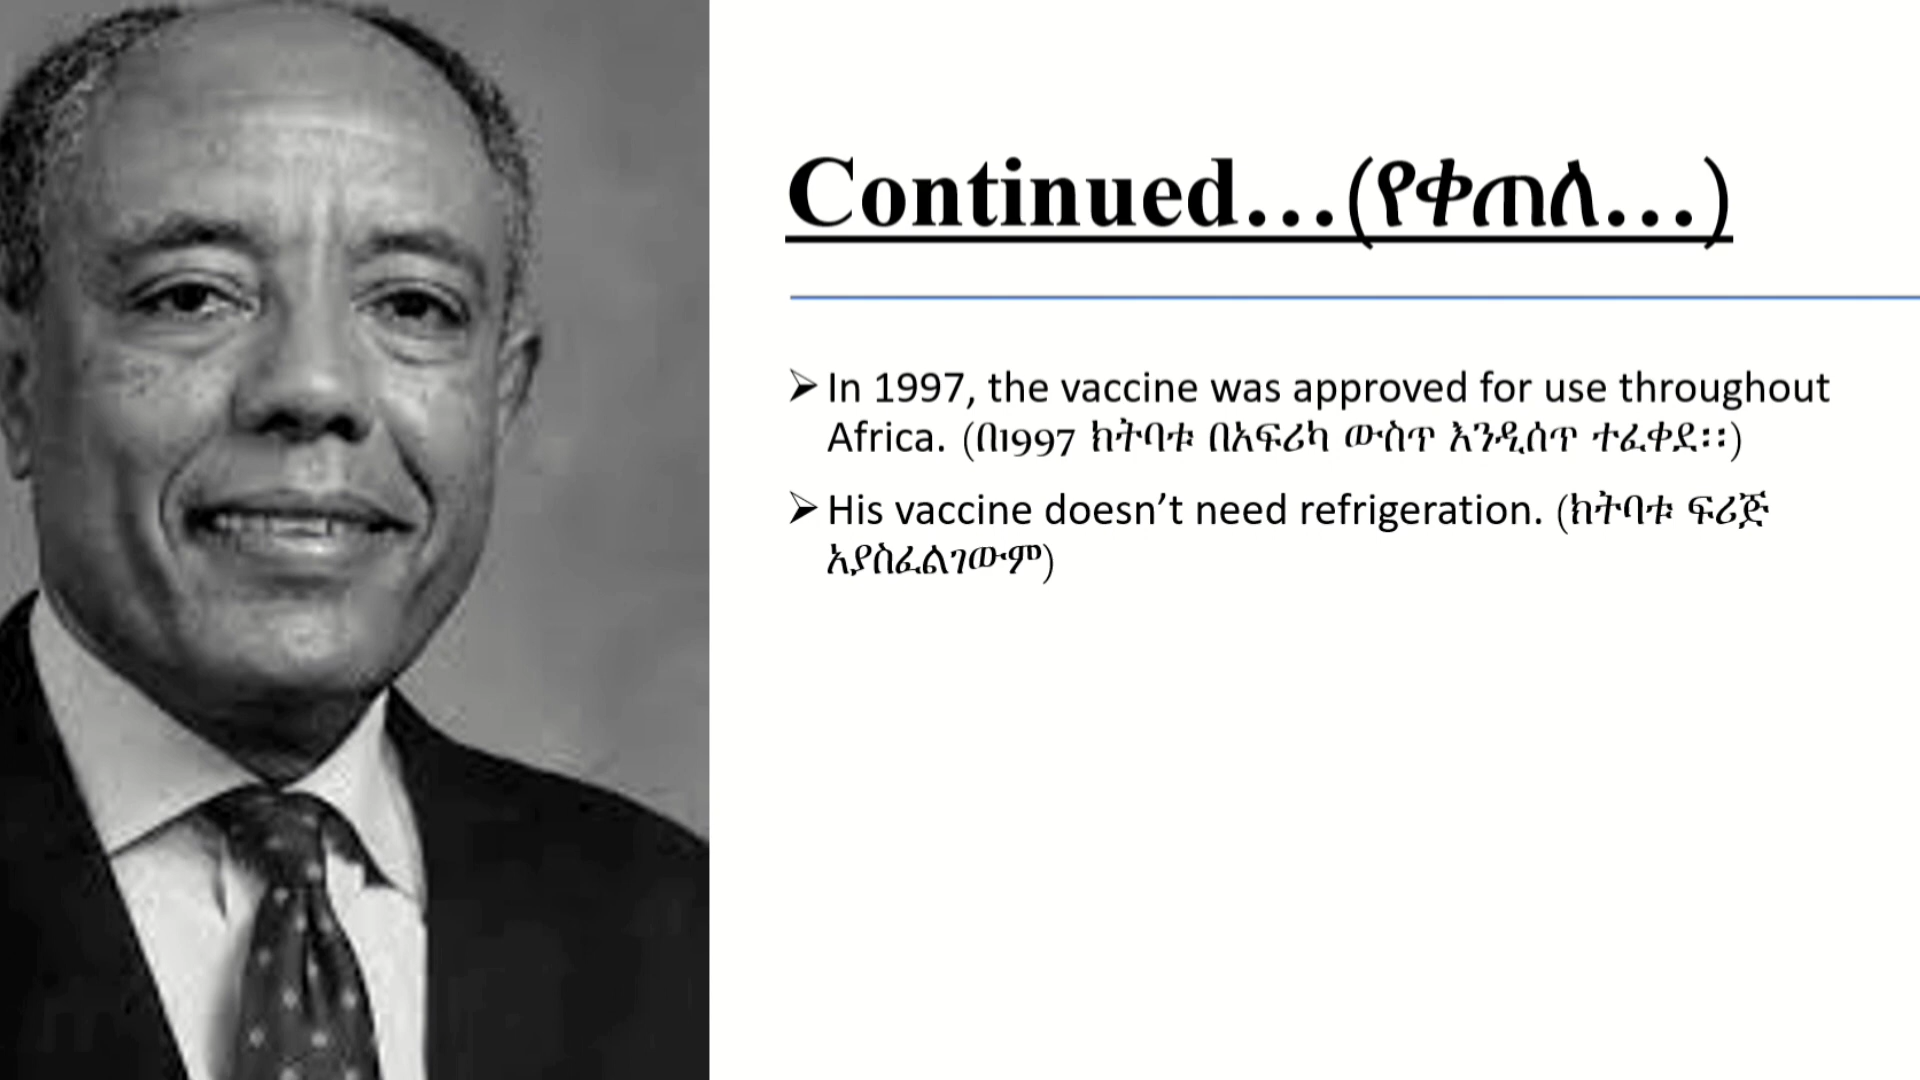 Continued…(የቀጠለ…)
➢In 1997, the vaccine was approved for use throughout
Africa. (በ1997 ክትባቱ በአፍሪካ ውስጥ እንዲሰጥ ተፈቀደ፡፡)
➢His vaccine doesn’t need refrigeration. (ክትባቱ ፍሪጅ
አያስፈልገውም)